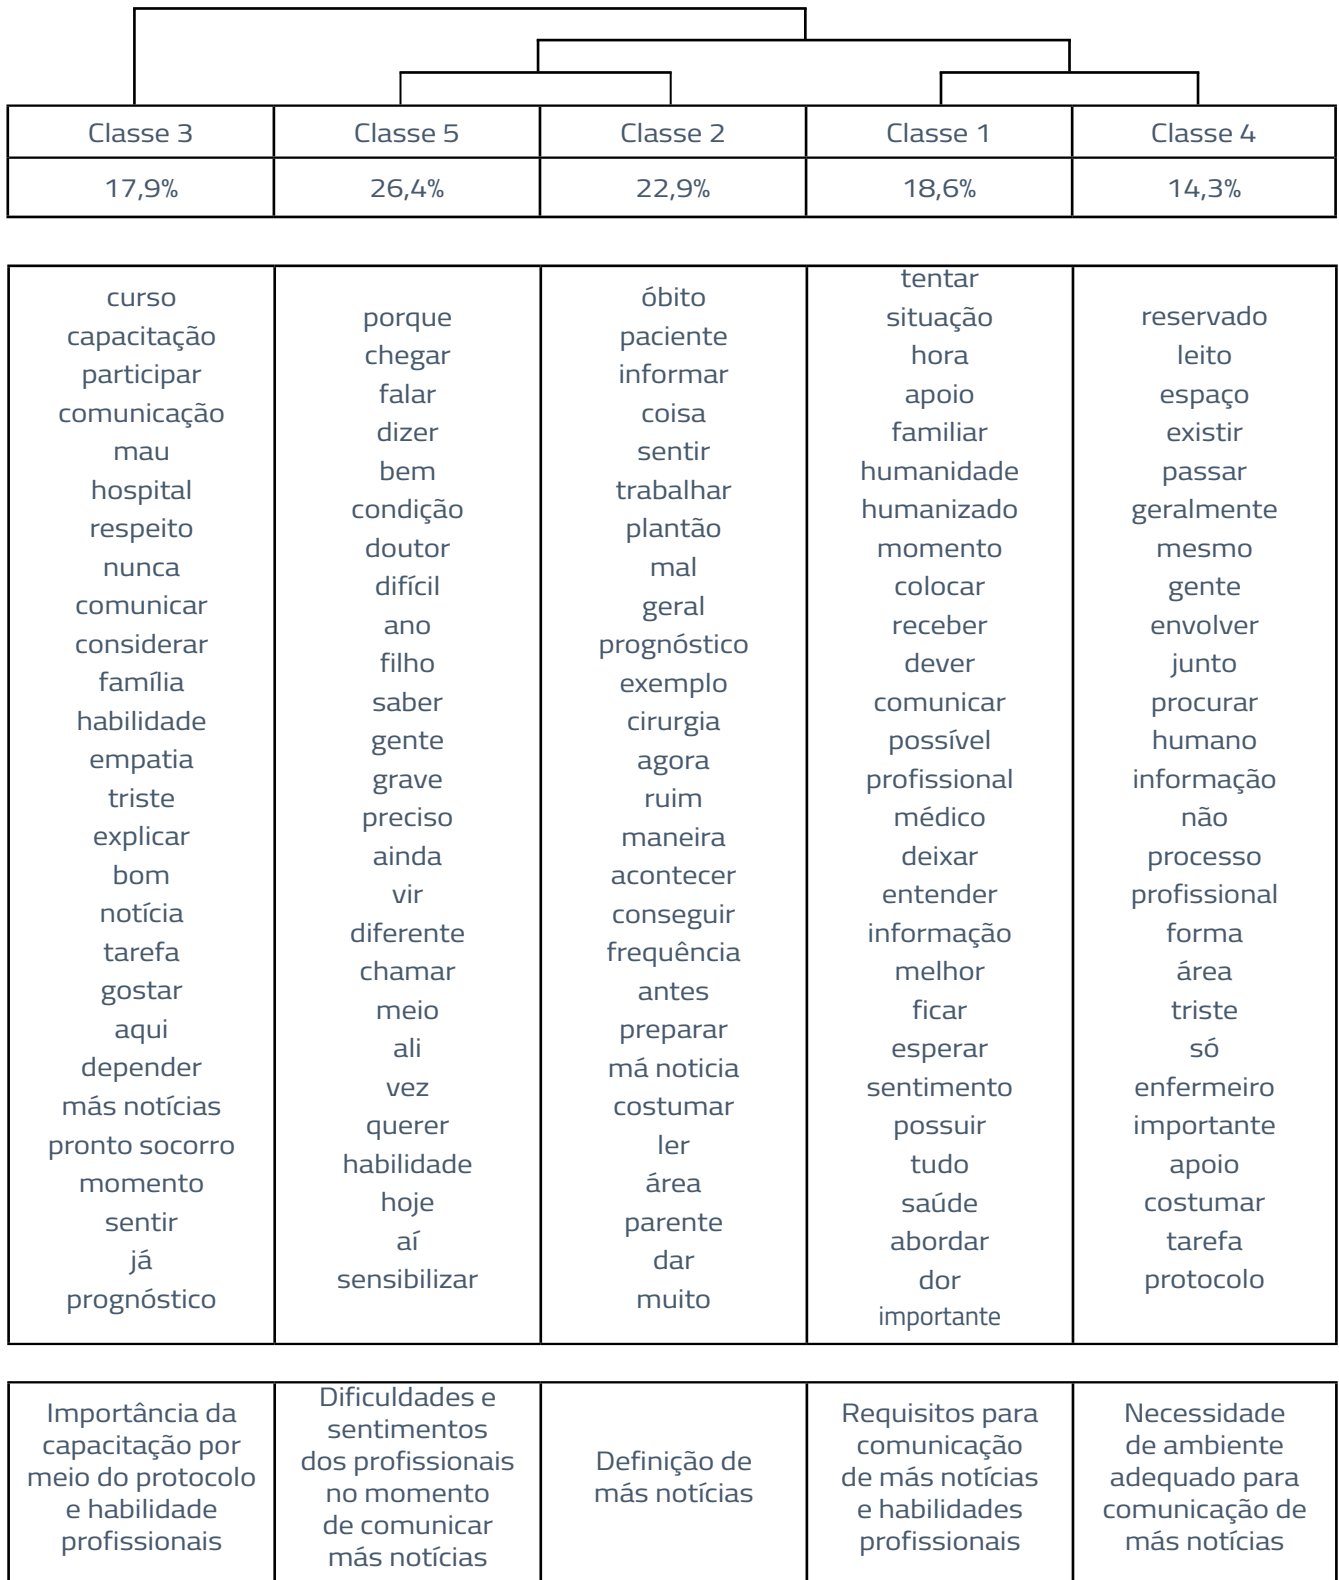 Classe 3
Classe 5
Classe 2
Classe 1
Classe 4
17,9%
26,4%
22,9%
18,6%
14,3%
curso
capacitação
participar
comunicação
mau
hospital
respeito
nunca
comunicar
considerar
família
habilidade
empatia
triste
explicar
bom
notícia
tarefa
gostar
aqui
depender
más notícias
pronto socorro
momento
sentir
já
prognóstico
porque
chegar
falar
dizer
bem
condição
doutor
difícil
ano
filho
saber
gente
grave
preciso
ainda
vir
diferente
chamar
meio
ali
vez
querer
habilidade
hoje
aí
sensibilizar
óbito
paciente
informar
coisa
sentir
trabalhar
plantão
mal
geral
prognóstico
exemplo
cirurgia
agora
ruim
maneira
acontecer
conseguir
frequência
antes
preparar
má noticia
costumar
ler
área
parente
dar
muito
tentar
situação
hora
apoio
familiar
humanidade
humanizado
momento
colocar
receber
dever
comunicar
possível
profissional
médico
deixar
entender
informação
melhor
ficar
esperar
sentimento
possuir
tudo
saúde
abordar
dor
importante
reservado
leito
espaço
existir
passar
geralmente
mesmo
gente
envolver
junto
procurar
humano
informação
não
processo
profissional
forma
área
triste
só
enfermeiro
importante
apoio
costumar
tarefa
protocolo
Importância da
capacitação por
meio do protocolo
e habilidade
profissionais
Dificuldades e
sentimentos
dos profissionais
no momento
de comunicar
más notícias
Definição de
más notícias
Requisitos para
comunicação
de más notícias
e habilidades
profissionais
Necessidade
de ambiente
adequado para
comunicação de
más notícias